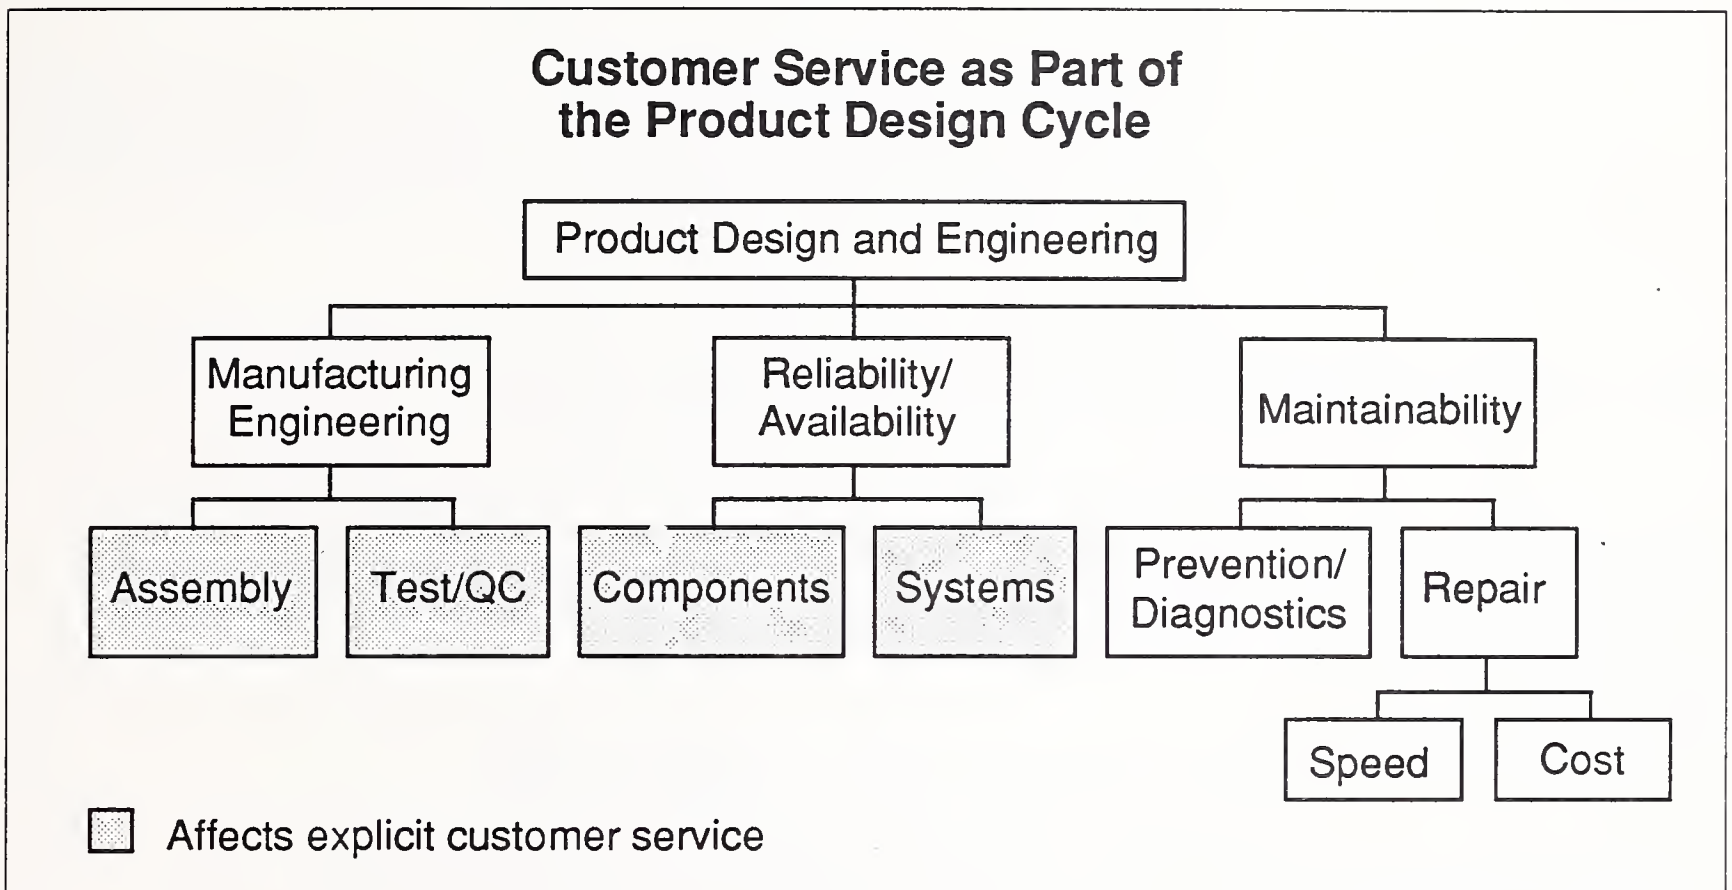 Customer Service as Part of
the Product Design Cycle
Product Design and Engineering
Manufacturing
Engineering
Reliability/
Availability
Maintainability
Assembly
Test/QC
Components
Systems
Prevention/
Diagnostics
Repair
Speed
Cost
Affects explicit customer service